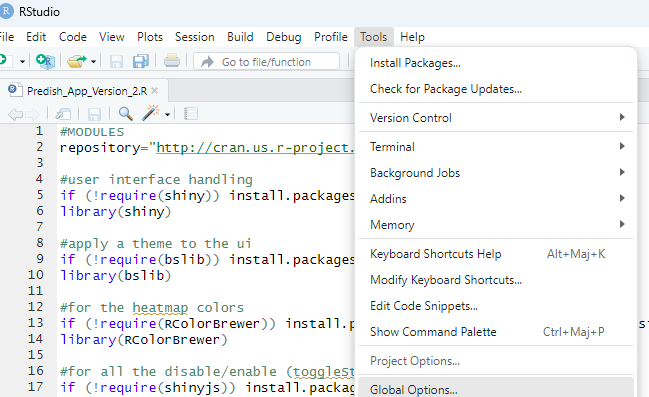 RStudio
File Edit Code View Plots Session Build Debug Profile Tools Help
Go to file/function
Predish_App_Version_2.R
Install Packages...
Check for Package Updates...
Version Control
Terminal
Background Jobs
Addins
Memory
Keyboard Shortcuts Help Alt+Maj+K
Modify Keyboard Shortcuts...
Edit Code Snippets...
Show Command Palette Ctrl+Maj+P
Project Options...
Global Options...
1 #MODULES
2 repository="http://cran.us.r-project.
3
4 #user interface handling
5 if (!require(shiny)) install.packages
6 library(shiny)
7
8 #apply a theme to the ui
9 if (!require(bslib)) install.packages
10 library(bslib)
11
12 #for the heatmap colors
13 if (!require(RColorBrewer)) install.p
14 library(RColorBrewer)
15
16 #for all the disable/enable (toggleSt
17 if (!require(shinyjs)) install.packag